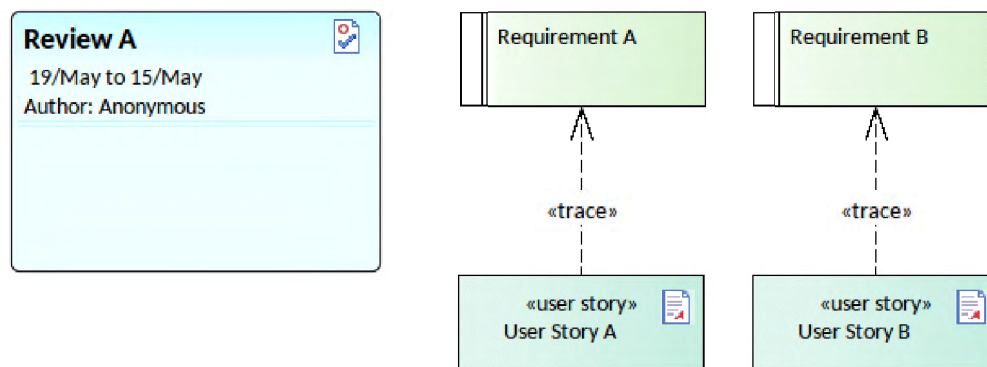 Review A
19/May to 15/May
Author: Anonymous
Requirement A
Requirement B
«trace»
«trace»
«user story»
User Story A
«user story»
User Story B